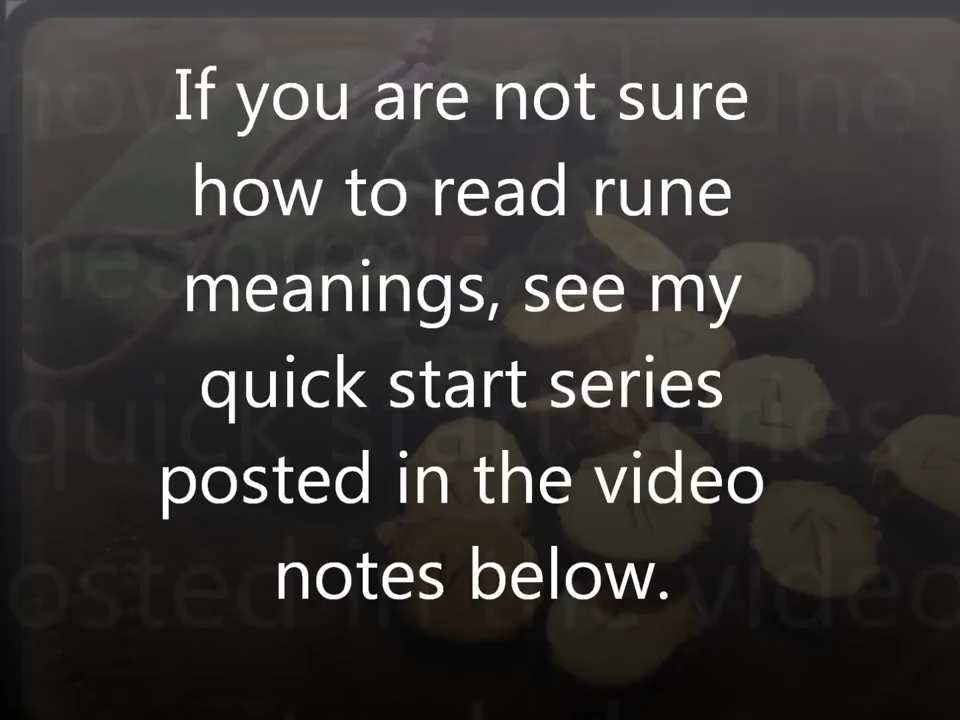 If you are not sure
how to read rune
meanings, see my
quick start series
posted in the video
notes below.